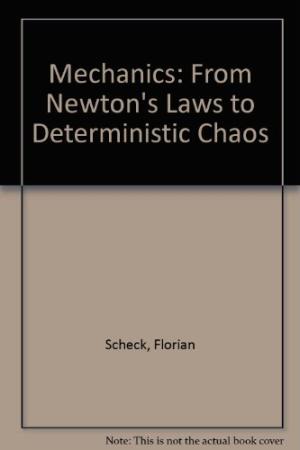 Mechanics: From
Newton's Laws to
Deterministic Chaos
Scheck, Florian
Note: This is not the actual book cover